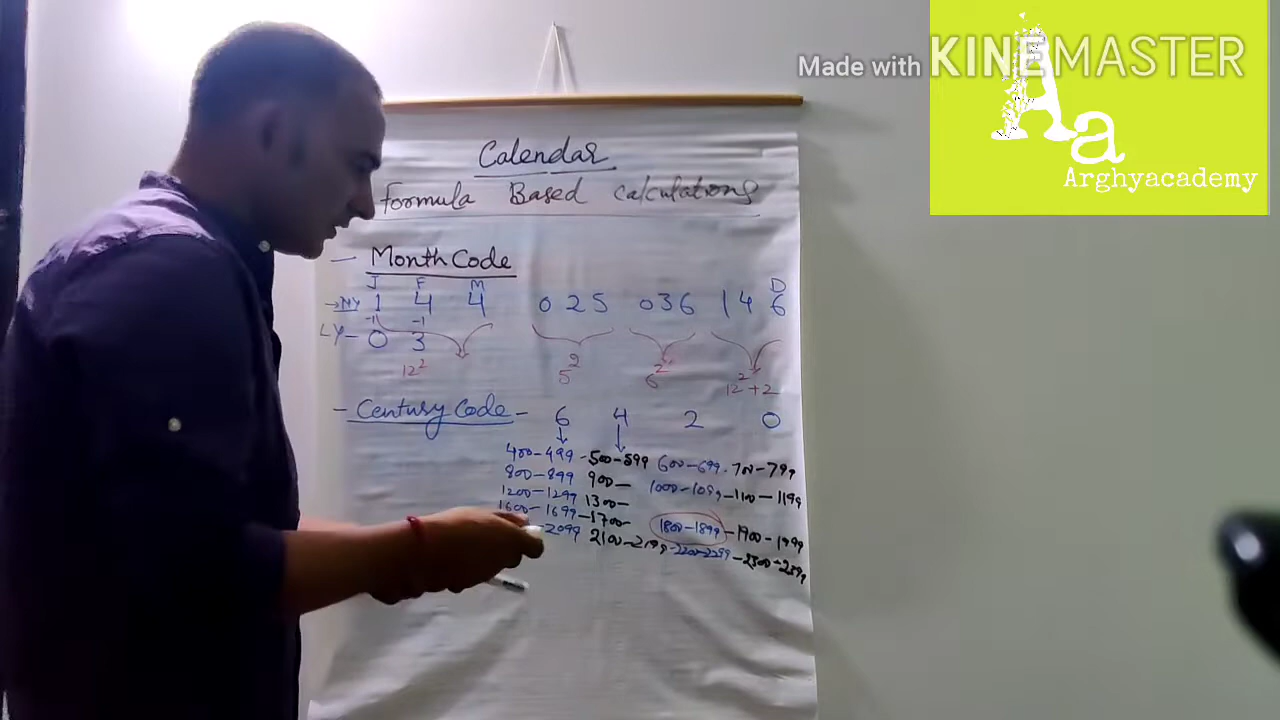 Made with KINEMASTER
Aa
Arghyacademy
Calendar
Formula Based Calculations
- Month Code
J F M D
→ NY 1 4 4 0 2 5 0 3 6 1 4 6
-1 -1
LY - 0 3
12² 5² 6² 12²+2
- Century Code - 6 4 2 0
400-499 - 500-599 600-699 - 700-799
800-899 900- 1000-1099 - 1100-1199
1200-1299 1300-
1600-1699 - 1700- 1800-1899 - 1900-1999
2099 2100-2199 - 2200-2299 - 2300-2399